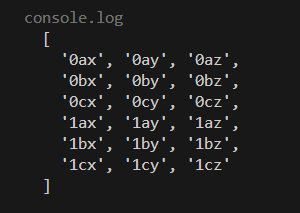 console.log
[
'0ax', '0ay', '0az',
'0bx', '0by', '0bz',
'0cx', '0cy', '0cz',
'1ax', '1ay', '1az',
'1bx', '1by', '1bz',
'1cx', '1cy', '1cz'
]